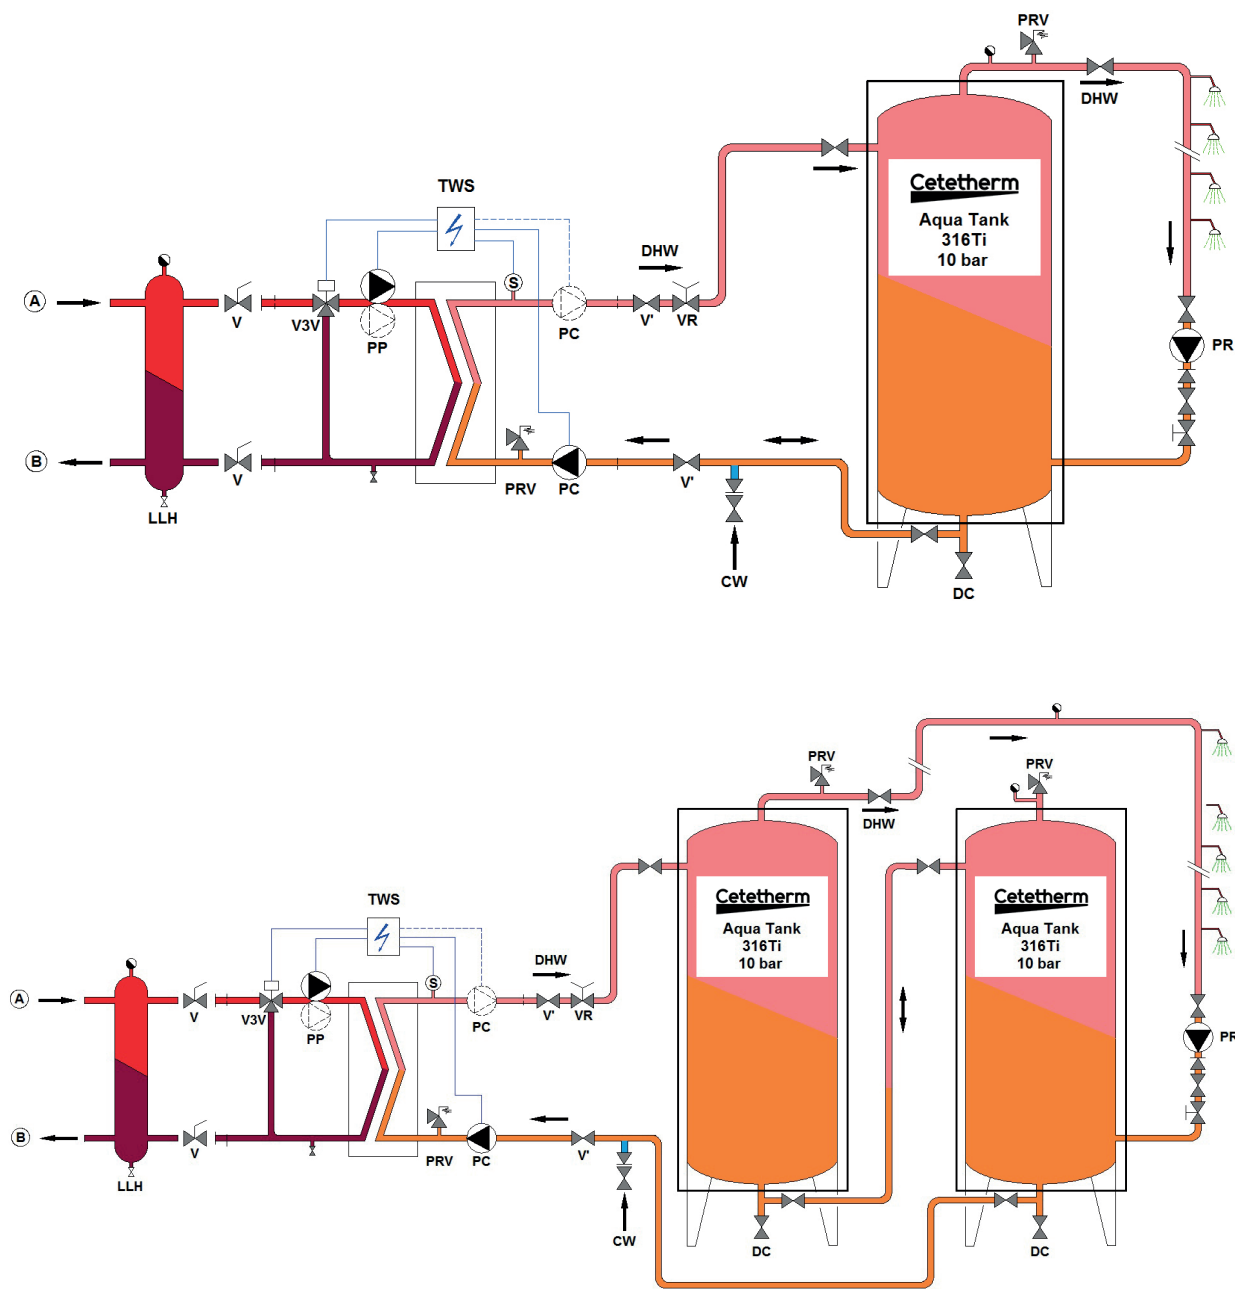 PRV
DHW
TWS
Cetetherm
Aqua Tank
316Ti
10 bar
DHW
S
A
V
V3V
PP
PC
V'
VR
PR
B
V
LLH
PRV
PC
V'
CW
DC
PRV
DHW
PRV
TWS
Cetetherm
Aqua Tank
316Ti
10 bar
Cetetherm
Aqua Tank
316Ti
10 bar
DHW
S
A
V
V3V
PP
PC
V'
VR
PR
B
V
LLH
PRV
PC
V'
CW
DC
DC